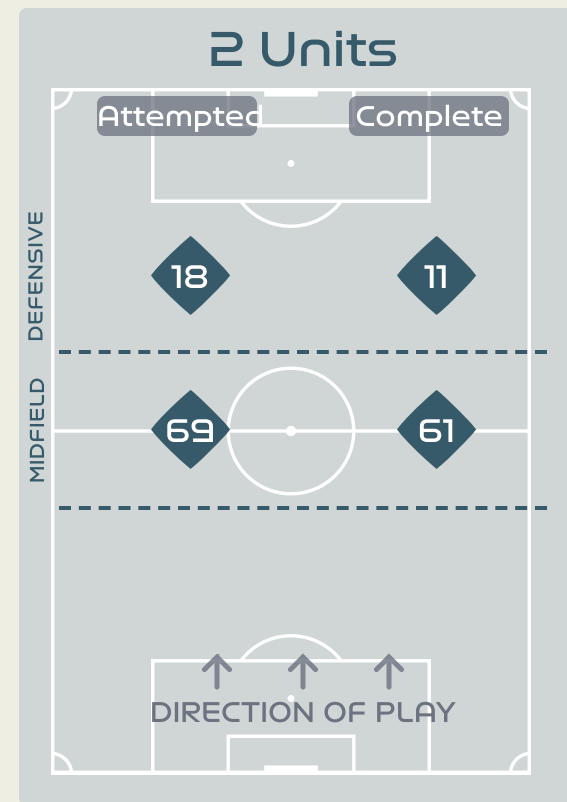 2 Units
Attempted Complete
DEFENSIVE
18 11
MIDFIELD
69 61
DIRECTION OF PLAY